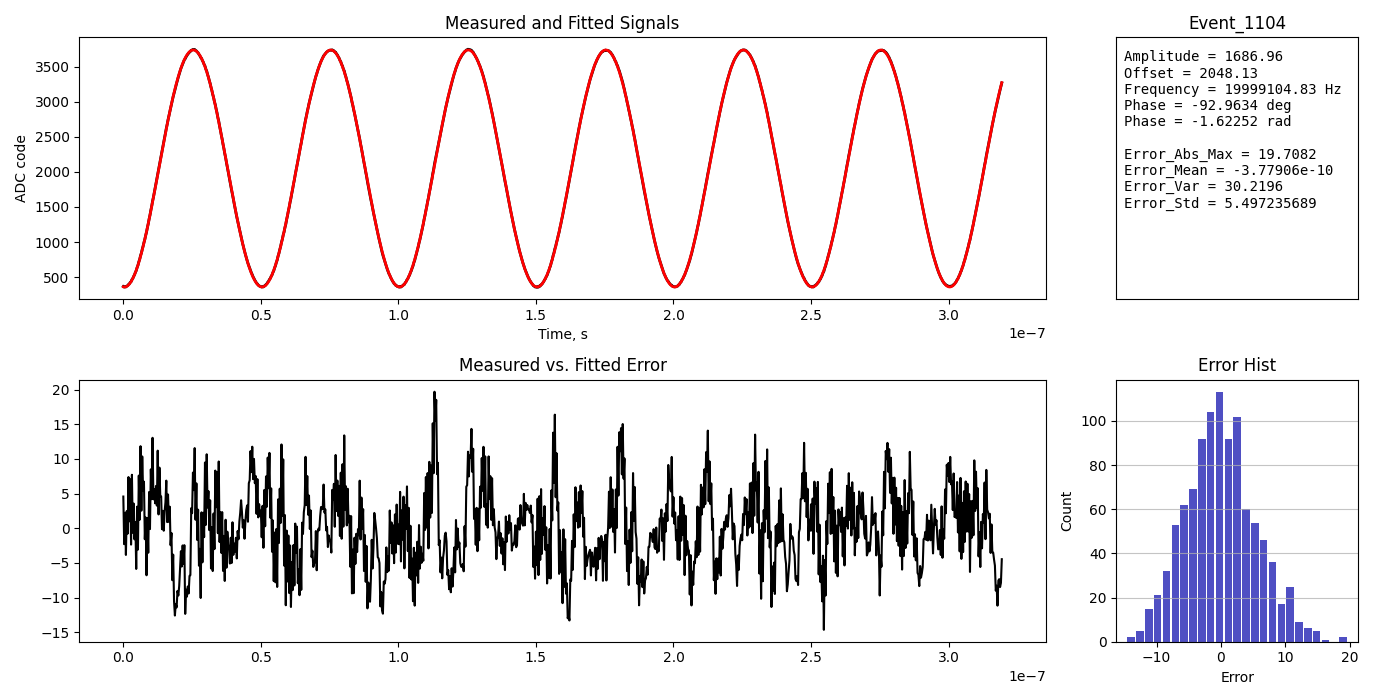 Measured and Fitted Signals
ADC code
3500
3000
2500
2000
1500
1000
500
0.0 0.5 1.0 1.5 2.0 2.5 3.0
Time, s
1e−7
Event_1104
Amplitude = 1686.96
Offset = 2048.13
Frequency = 19999104.83 Hz
Phase = -92.9634 deg
Phase = -1.62252 rad
Error_Abs_Max = 19.7082
Error_Mean = -3.77906e-10
Error_Var = 30.2196
Error_Std = 5.497235689
Measured vs. Fitted Error
20
15
10
5
0
−5
−10
−15
0.0 0.5 1.0 1.5 2.0 2.5 3.0
1e−7
Error Hist
Count
100
80
60
40
20
0
−10 0 10 20
Error